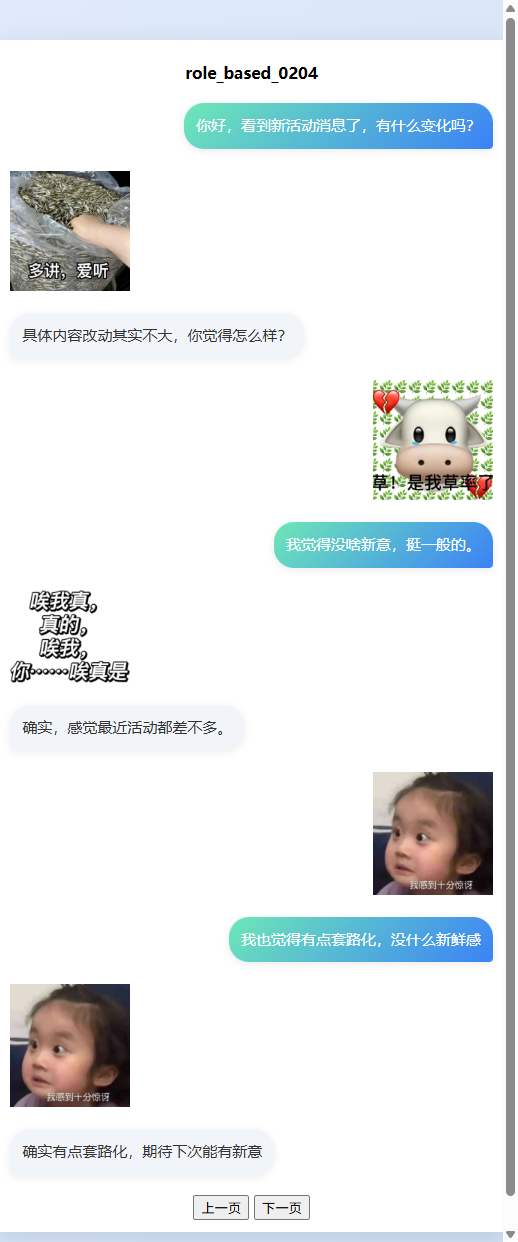 role_based_0204
你好，看到新活动消息了，有什么变化吗？
多讲，爱听
具体内容改动其实不大，你觉得怎么样？
草！是我草率了
我觉得没啥新意，挺一般的。
唉我真，
真的，
唉我，
你……唉真是
确实，感觉最近活动都差不多。
我感到十分惊讶
我也觉得有点套路化，没什么新鲜感
我感到十分惊讶
确实有点套路化，期待下次能有新意
上一页 下一页